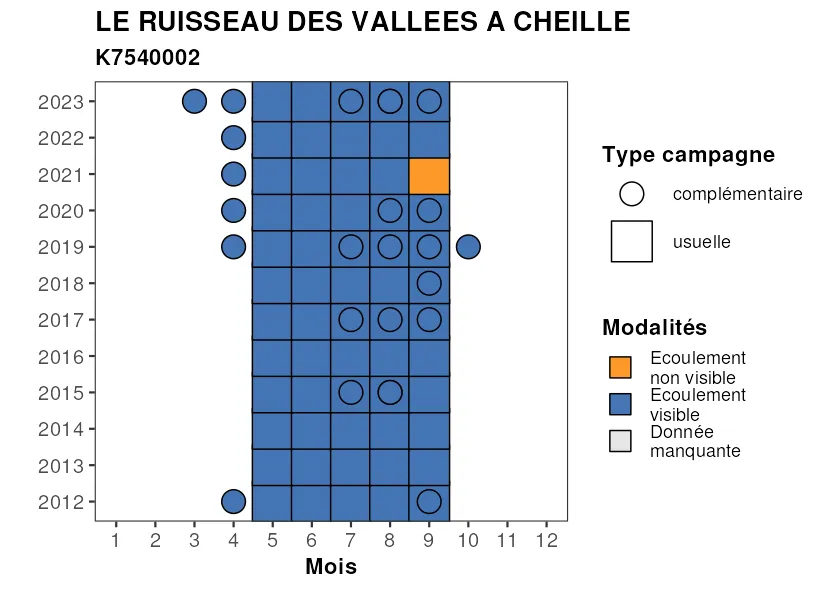 LE RUISSEAU DES VALLEES A CHEILLE
K7540002
2023
2022
2021
2020
2019
2018
2017
2016
2015
2014
2013
2012
1 2 3 4 5 6 7 8 9 10 11 12
Mois
Type campagne
complémentaire
usuelle
Modalités
Ecoulement
non visible
Ecoulement
visible
Donnée
manquante